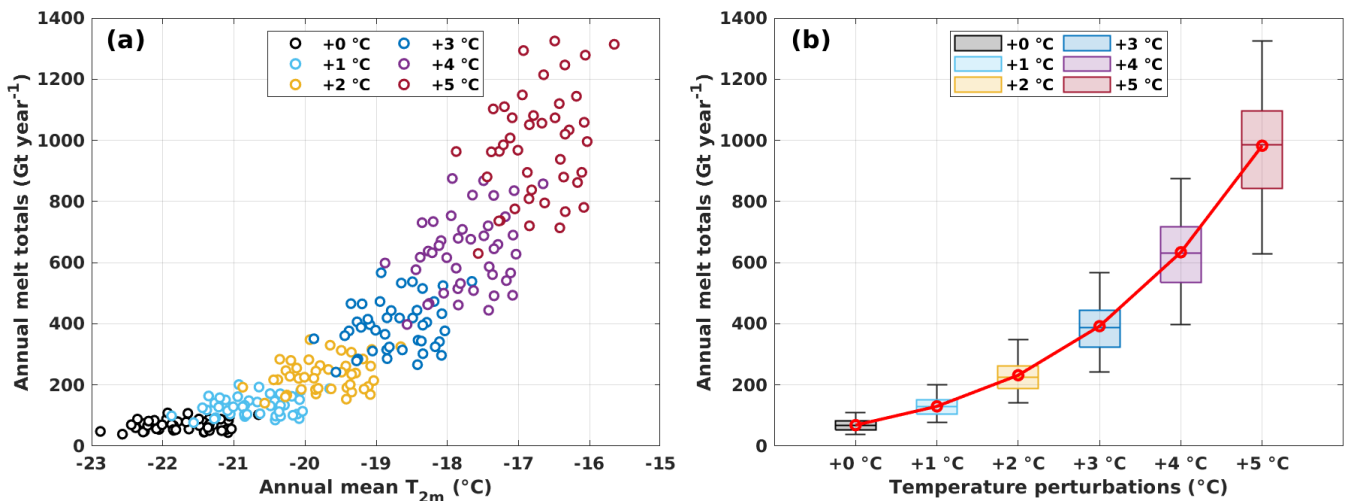 (a)
+0 °C +3 °C
+1 °C +4 °C
+2 °C +5 °C
1400
1200
1000
800
600
400
200
0
Annual melt totals (Gt year⁻¹)
-23 -22 -21 -20 -19 -18 -17 -16 -15
Annual mean T₂ₘ (°C)
(b)
+0 °C +3 °C
+1 °C +4 °C
+2 °C +5 °C
1400
1200
1000
800
600
400
200
0
Annual melt totals (Gt year⁻¹)
+0 °C +1 °C +2 °C +3 °C +4 °C +5 °C
Temperature perturbations (°C)